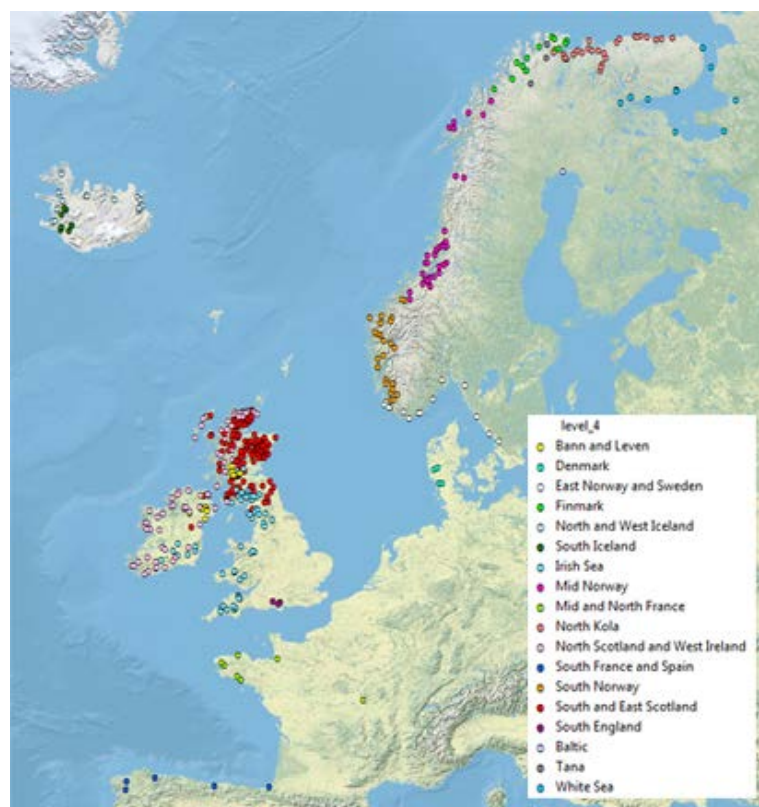 level_4
Bann and Leven
Denmark
East Norway and Sweden
Finmark
North and West Iceland
South Iceland
Irish Sea
Mid Norway
Mid and North France
North Kola
North Scotland and West Ireland
South France and Spain
South Norway
South and East Scotland
South England
Baltic
Tana
White Sea